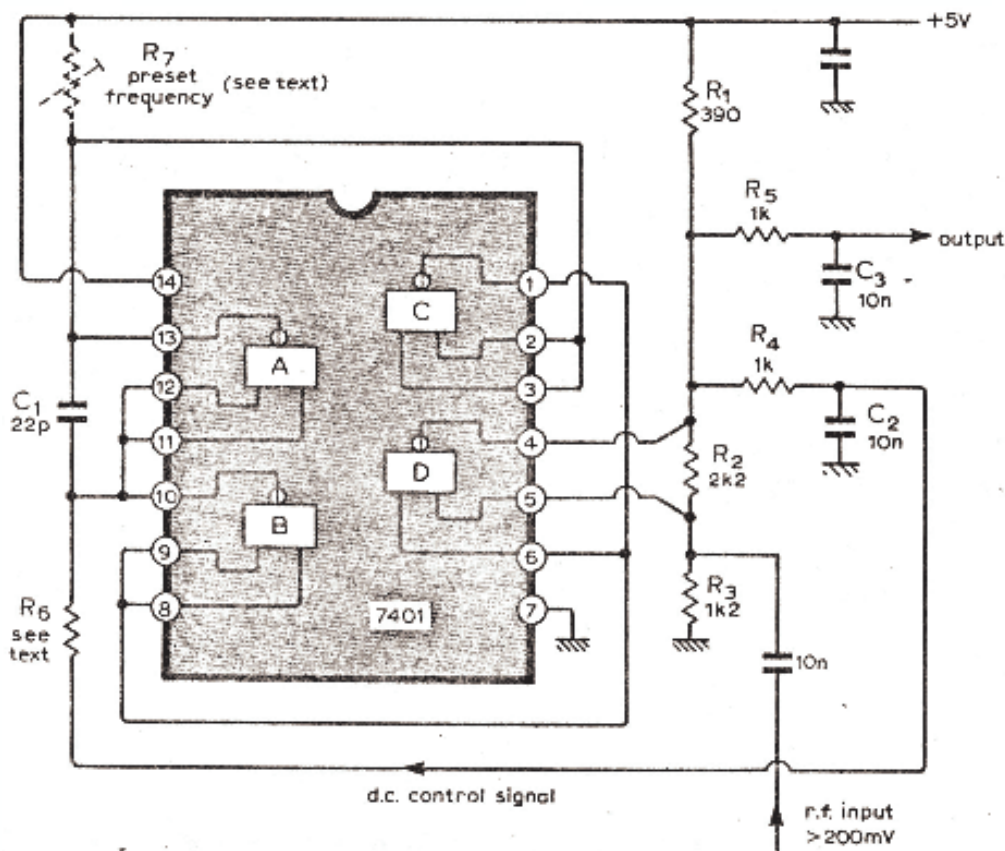 +5V
R7
preset
frequency
(see text)
R1
390
R5
1k
output
C3
10n
R4
1k
C2
10n
R2
2k2
R3
1k2
10n
14
13
12
11
10
9
8
1
2
3
4
5
6
7
A
B
C
D
7401
C1
22p
R6
see
text
d.c. control signal
r.f. input
>200mV